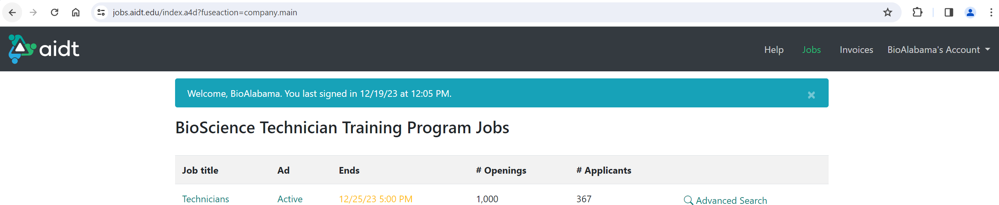 jobs.aidt.edu/index.a4d?fuseaction=company.main
aidt
Help Jobs Invoices BioAlabama's Account
Welcome, BioAlabama. You last signed in 12/19/23 at 12:05 PM.
×
BioScience Technician Training Program Jobs
Job title Ad Ends # Openings # Applicants
Technicians Active 12/25/23 5:00 PM 1,000 367 Advanced Search